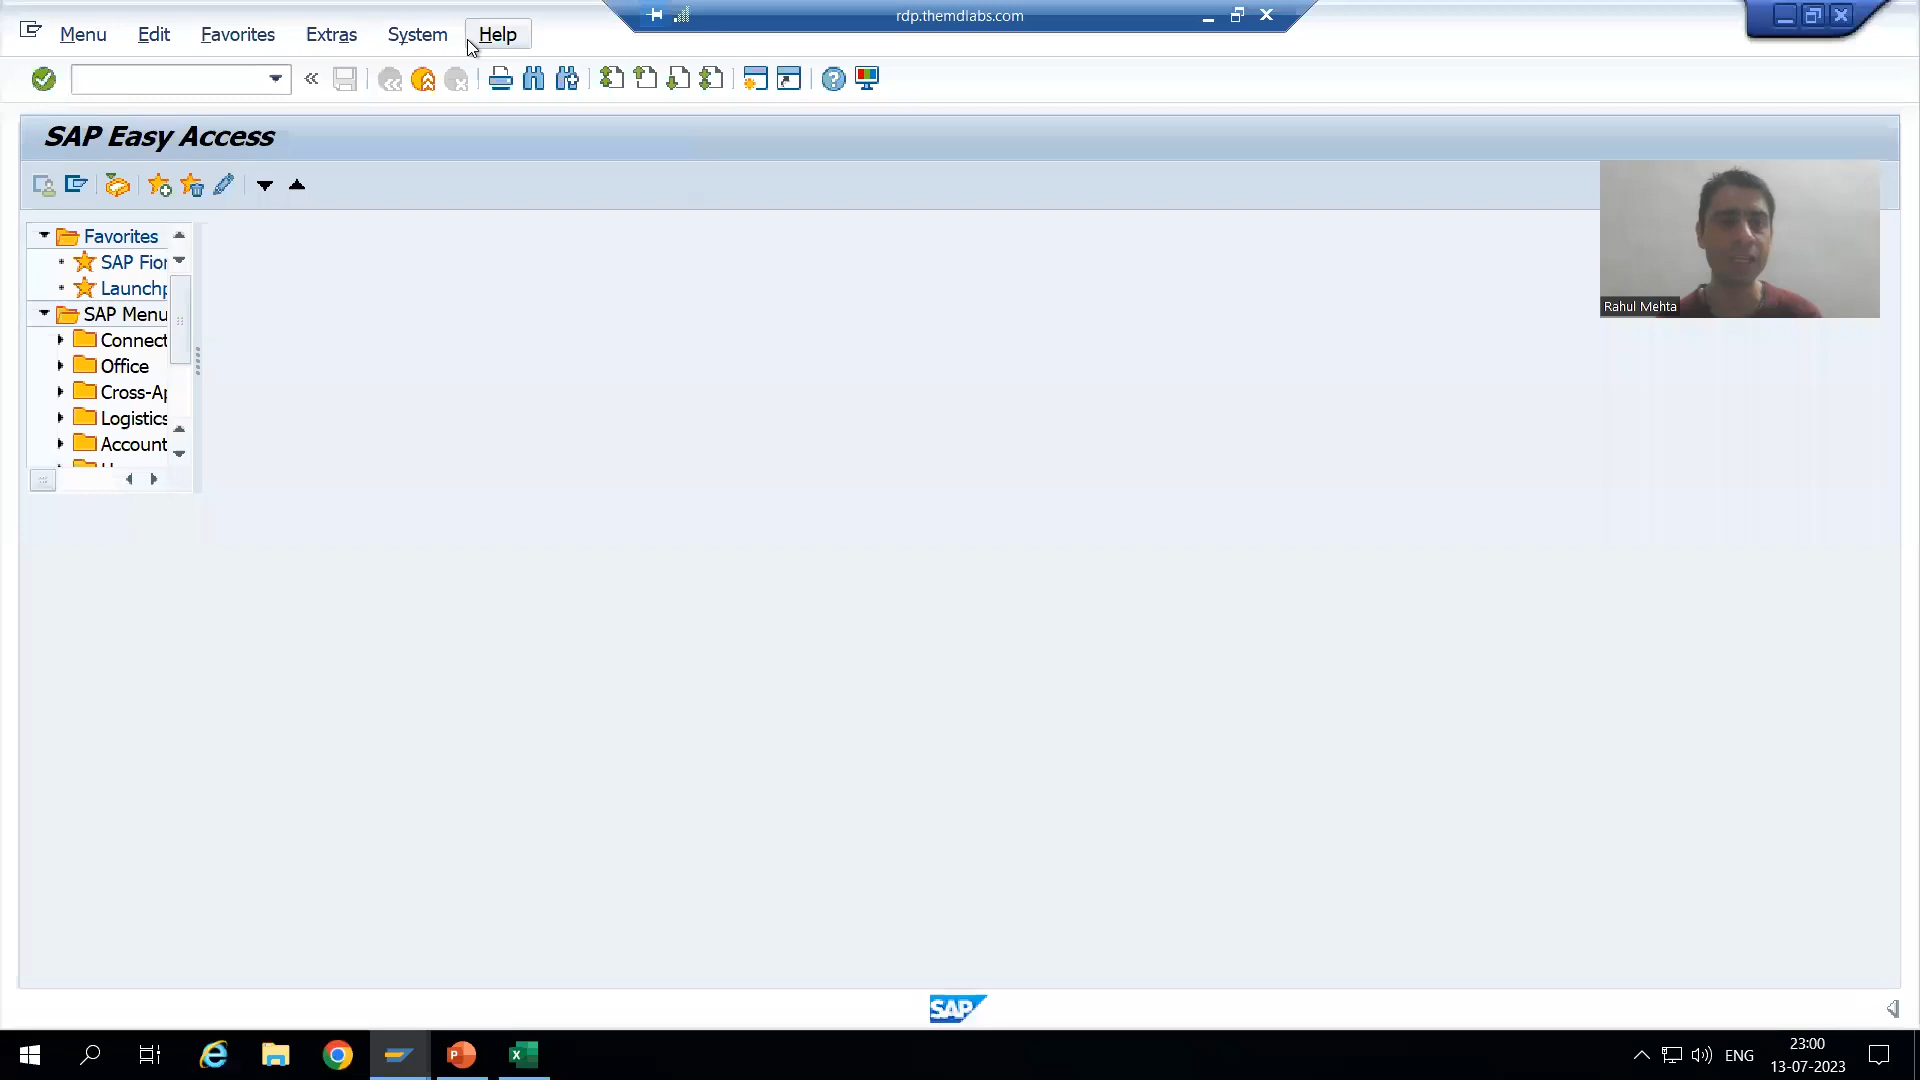 rdp.themdlabs.com
Menu Edit Favorites Extras System Help
SAP Easy Access
Favorites
SAP Fior
Launchp
SAP Menu
Connect
Office
Cross-Ap
Logistics
Account
Rahul Mehta
SAP
ENG
23:00
13-07-2023